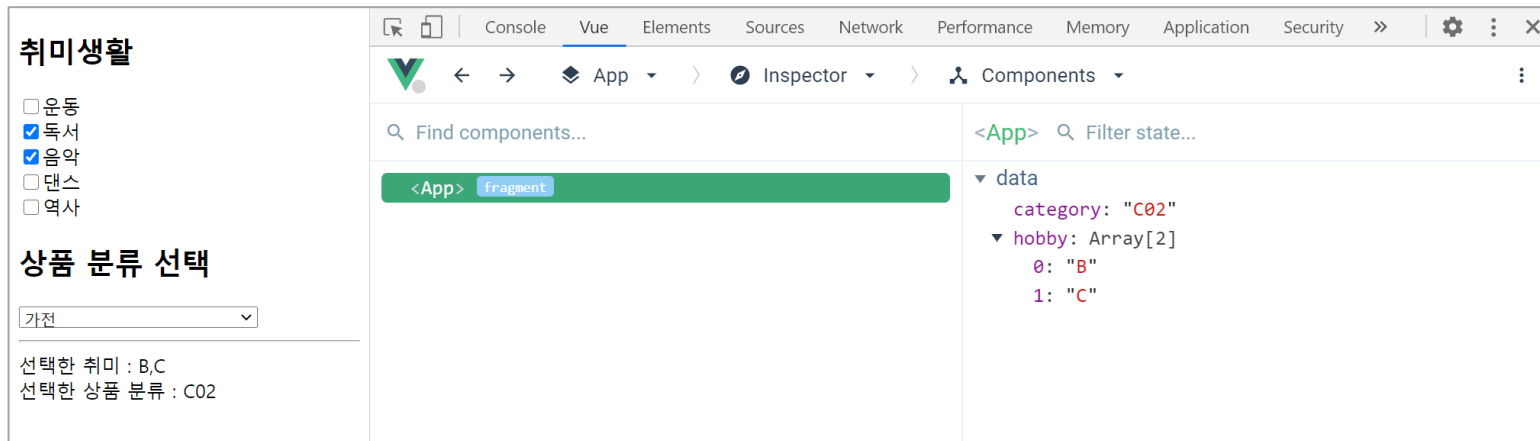 취미생활
운동
독서
음악
댄스
역사
상품 분류 선택
가전
선택한 취미 : B,C
선택한 상품 분류 : C02
Console Vue Elements Sources Network Performance Memory Application Security
App Inspector Components
Find components...
<App> fragment
<App> Filter state...
data
category: "C02"
hobby: Array[2]
0: "B"
1: "C"